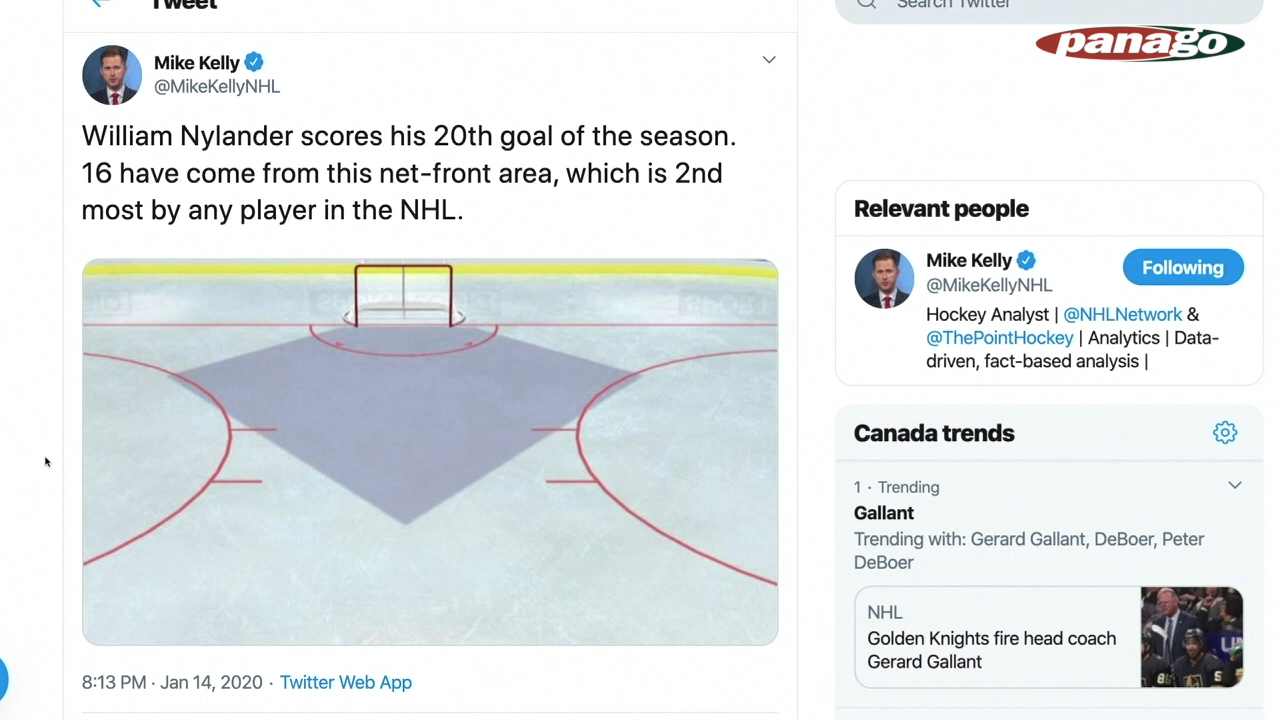 Tweet
Mike Kelly
@MikeKellyNHL
William Nylander scores his 20th goal of the season.
16 have come from this net-front area, which is 2nd
most by any player in the NHL.
8:13 PM · Jan 14, 2020 · Twitter Web App
Search Twitter
panago
Relevant people
Mike Kelly
@MikeKellyNHL
Following
Hockey Analyst | @NHLNetwork &
@ThePointHockey | Analytics | Data-
driven, fact-based analysis |
Canada trends
1 · Trending
Gallant
Trending with: Gerard Gallant, DeBoer, Peter
DeBoer
NHL
Golden Knights fire head coach
Gerard Gallant